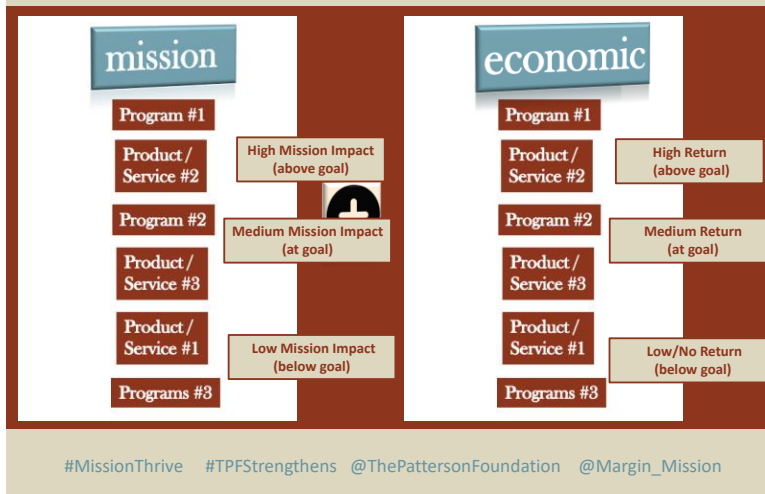 mission
Program #1
Product /
Service #2
High Mission Impact
(above goal)
Program #2
Medium Mission Impact
(at goal)
Product /
Service #3
Product /
Service #1
Low Mission Impact
(below goal)
Programs #3
economic
Program #1
Product /
Service #2
High Return
(above goal)
Program #2
Medium Return
(at goal)
Product /
Service #3
Product /
Service #1
Low/No Return
(below goal)
Programs #3
#MissionThrive #TPFStrengthens @ThePattersonFoundation @Margin_Mission